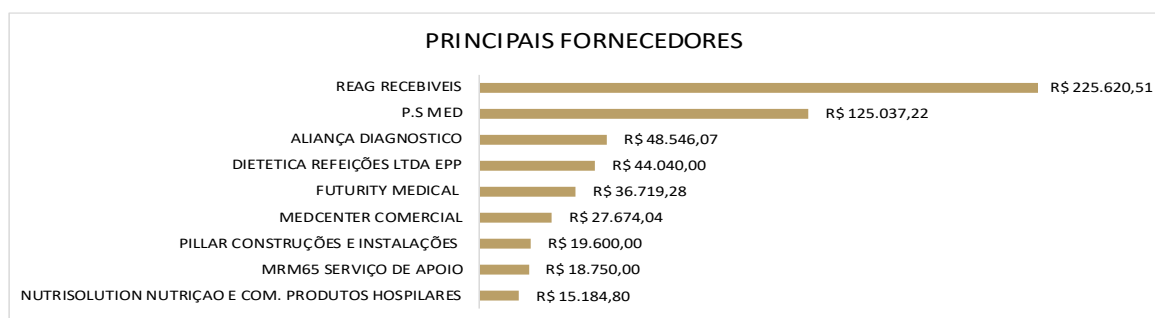 PRINCIPAIS FORNECEDORES
REAG RECEBIVEIS R$ 225.620,51
P.S MED R$ 125.037,22
ALIANÇA DIAGNOSTICO R$ 48.546,07
DIETETICA REFEIÇÕES LTDA EPP R$ 44.040,00
FUTURITY MEDICAL R$ 36.719,28
MEDCENTER COMERCIAL R$ 27.674,04
PILLAR CONSTRUÇÕES E INSTALAÇÕES R$ 19.600,00
MRM65 SERVIÇO DE APOIO R$ 18.750,00
NUTRISOLUTION NUTRIÇAO E COM. PRODUTOS HOSPILARES R$ 15.184,80